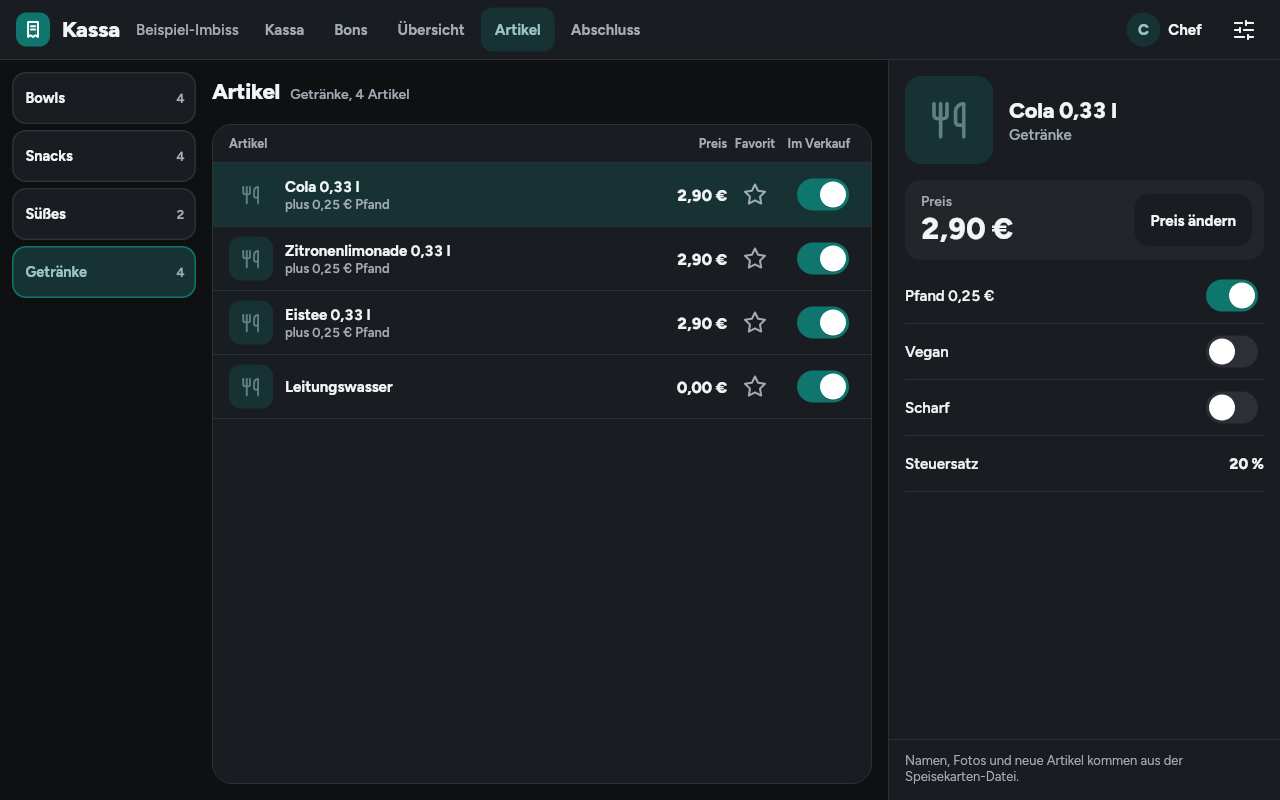 Kassa Beispiel-Imbiss Kassa Bons Übersicht Artikel Abschluss C Chef
Bowls 4
Snacks 4
Süßes 2
Getränke 4
Artikel Getränke, 4 Artikel
Artikel Preis Favorit Im Verkauf
Cola 0,33 l
plus 0,25 € Pfand
2,90 €
Zitronenlimonade 0,33 l
plus 0,25 € Pfand
2,90 €
Eistee 0,33 l
plus 0,25 € Pfand
2,90 €
Leitungswasser 0,00 €
Cola 0,33 l
Getränke
Preis
2,90 €
Preis ändern
Pfand 0,25 €
Vegan
Scharf
Steuersatz 20 %
Namen, Fotos und neue Artikel kommen aus der
Speisekarten-Datei.